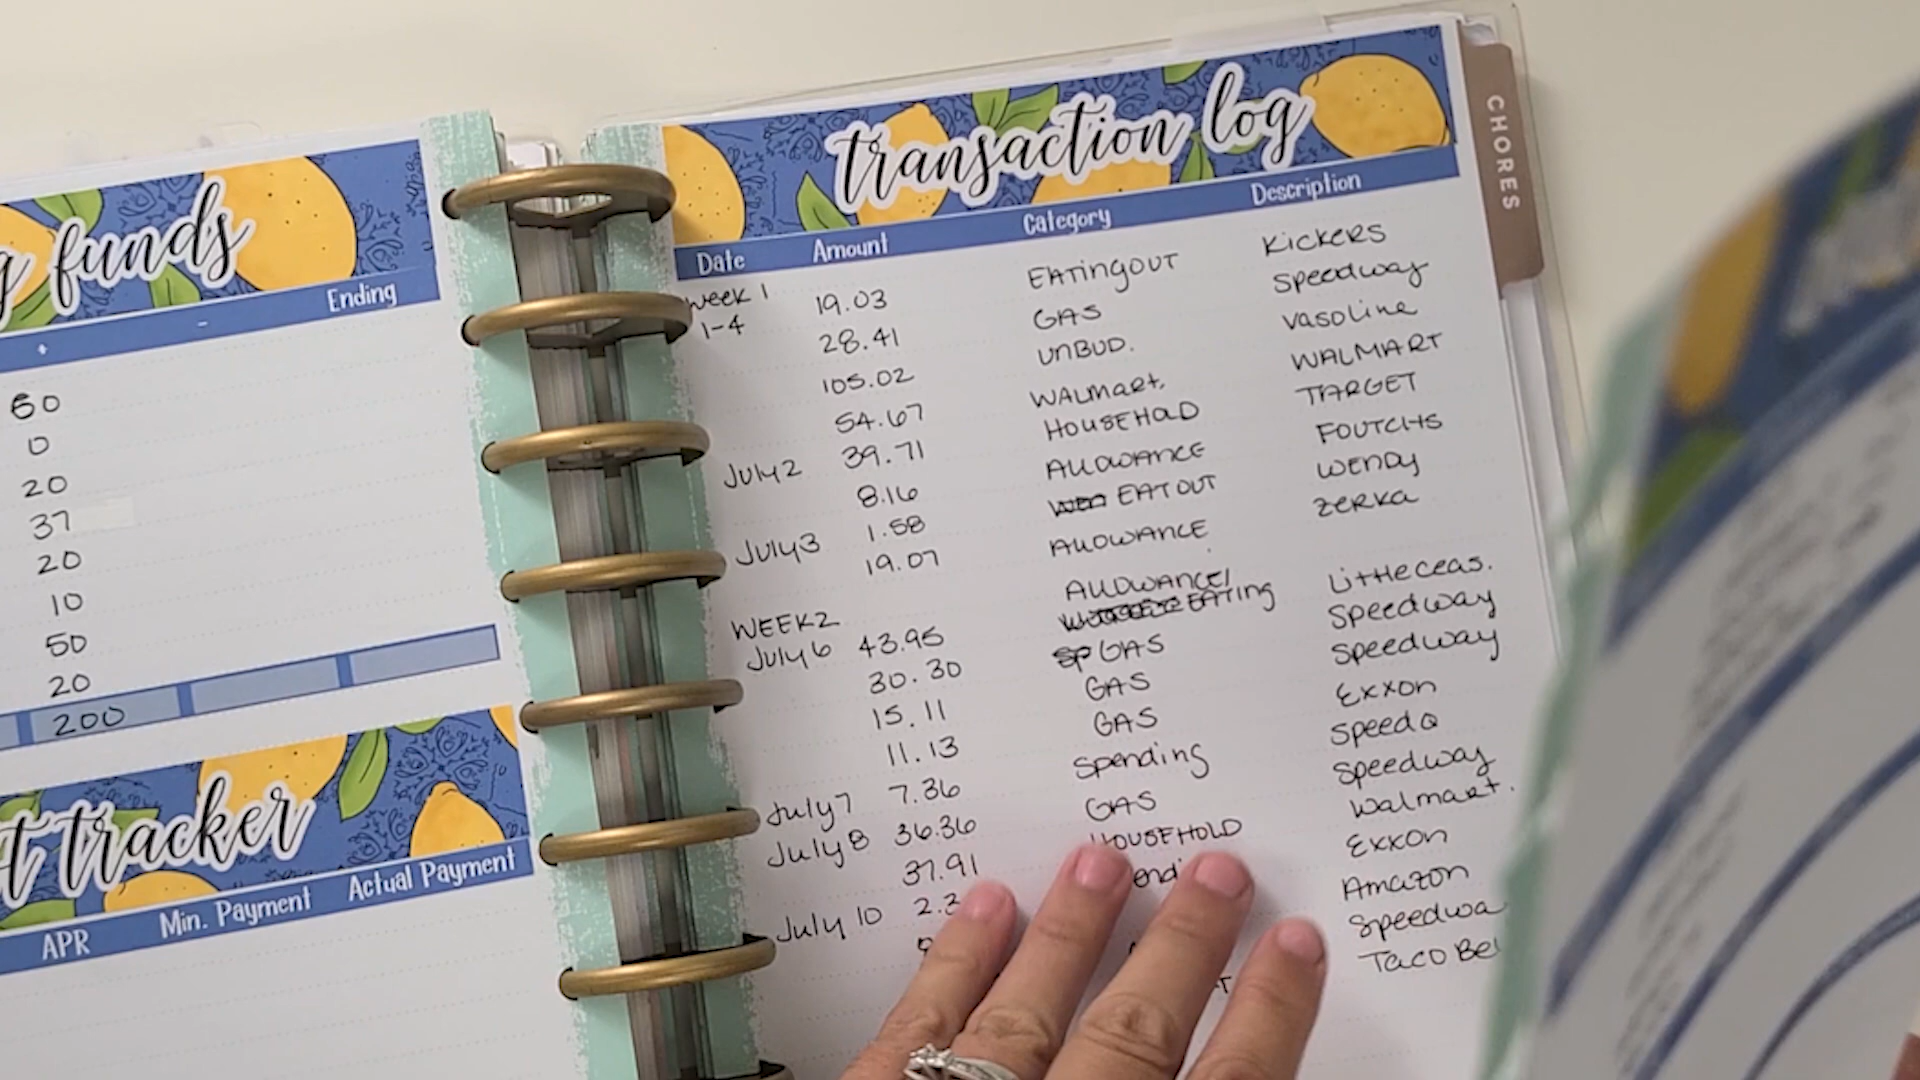 g funds
+ - Ending
60
0
20
37
20
10
50
20
200
t tracker
APR Min. Payment Actual Payment
transaction log
Date Amount Category Description
week 1 19.03 EATingOUT KicKERS
1-4 28.41 GAS Speedway
105.02 UNBUD. Vasoline
54.67 WALMART. WALMART
39.71 HOUSEHOLD TARGET
July 2 8.16 ALLOWANCE FOUTCHS
1.58 EAT OUT WENDY
July 3 19.07 ALLOWANCE ZERKA
WEEK 2 ALLOWANCE/
July 6 43.95 EATing Little Ceas.
30.30 GAS Speedway
15.11 GAS Speedway
11.13 GAS EXXON
July 7 7.36 Spending Speed
July 8 36.36 GAS Speedway
37.91 HOUSEHOLD Walmart.
July 10 2.3 endi EXXON
Amazon
Speedwa
Taco Be
CHORES